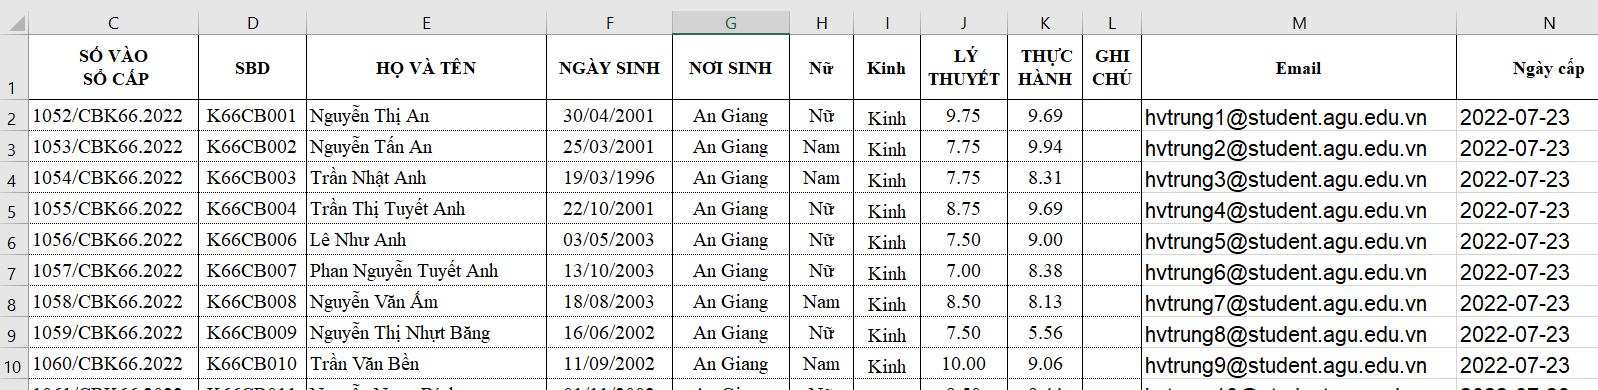 C D E F G H I J K L M N
1 SỐ VÀO SỔ CẤP SBD HỌ VÀ TÊN NGÀY SINH NƠI SINH Nữ Kinh LÝ THUYẾT THỰC HÀNH GHI CHÚ Email Ngày cấp
2 1052/CBK66.2022 K66CB001 Nguyễn Thị An 30/04/2001 An Giang Nữ Kinh 9.75 9.69 hvtrung1@student.agu.edu.vn 2022-07-23
3 1053/CBK66.2022 K66CB002 Nguyễn Tấn An 25/03/2001 An Giang Nam Kinh 7.75 9.94 hvtrung2@student.agu.edu.vn 2022-07-23
4 1054/CBK66.2022 K66CB003 Trần Nhật Anh 19/03/1996 An Giang Nam Kinh 7.75 8.31 hvtrung3@student.agu.edu.vn 2022-07-23
5 1055/CBK66.2022 K66CB004 Trần Thị Tuyết Anh 22/10/2001 An Giang Nữ Kinh 8.75 9.69 hvtrung4@student.agu.edu.vn 2022-07-23
6 1056/CBK66.2022 K66CB006 Lê Như Anh 03/05/2003 An Giang Nữ Kinh 7.50 9.00 hvtrung5@student.agu.edu.vn 2022-07-23
7 1057/CBK66.2022 K66CB007 Phan Nguyễn Tuyết Anh 13/10/2003 An Giang Nữ Kinh 7.00 8.38 hvtrung6@student.agu.edu.vn 2022-07-23
8 1058/CBK66.2022 K66CB008 Nguyễn Văn Ấm 18/08/2003 An Giang Nam Kinh 8.50 8.13 hvtrung7@student.agu.edu.vn 2022-07-23
9 1059/CBK66.2022 K66CB009 Nguyễn Thị Nhựt Băng 16/06/2002 An Giang Nữ Kinh 7.50 5.56 hvtrung8@student.agu.edu.vn 2022-07-23
10 1060/CBK66.2022 K66CB010 Trần Văn Bền 11/09/2002 An Giang Nam Kinh 10.00 9.06 hvtrung9@student.agu.edu.vn 2022-07-23